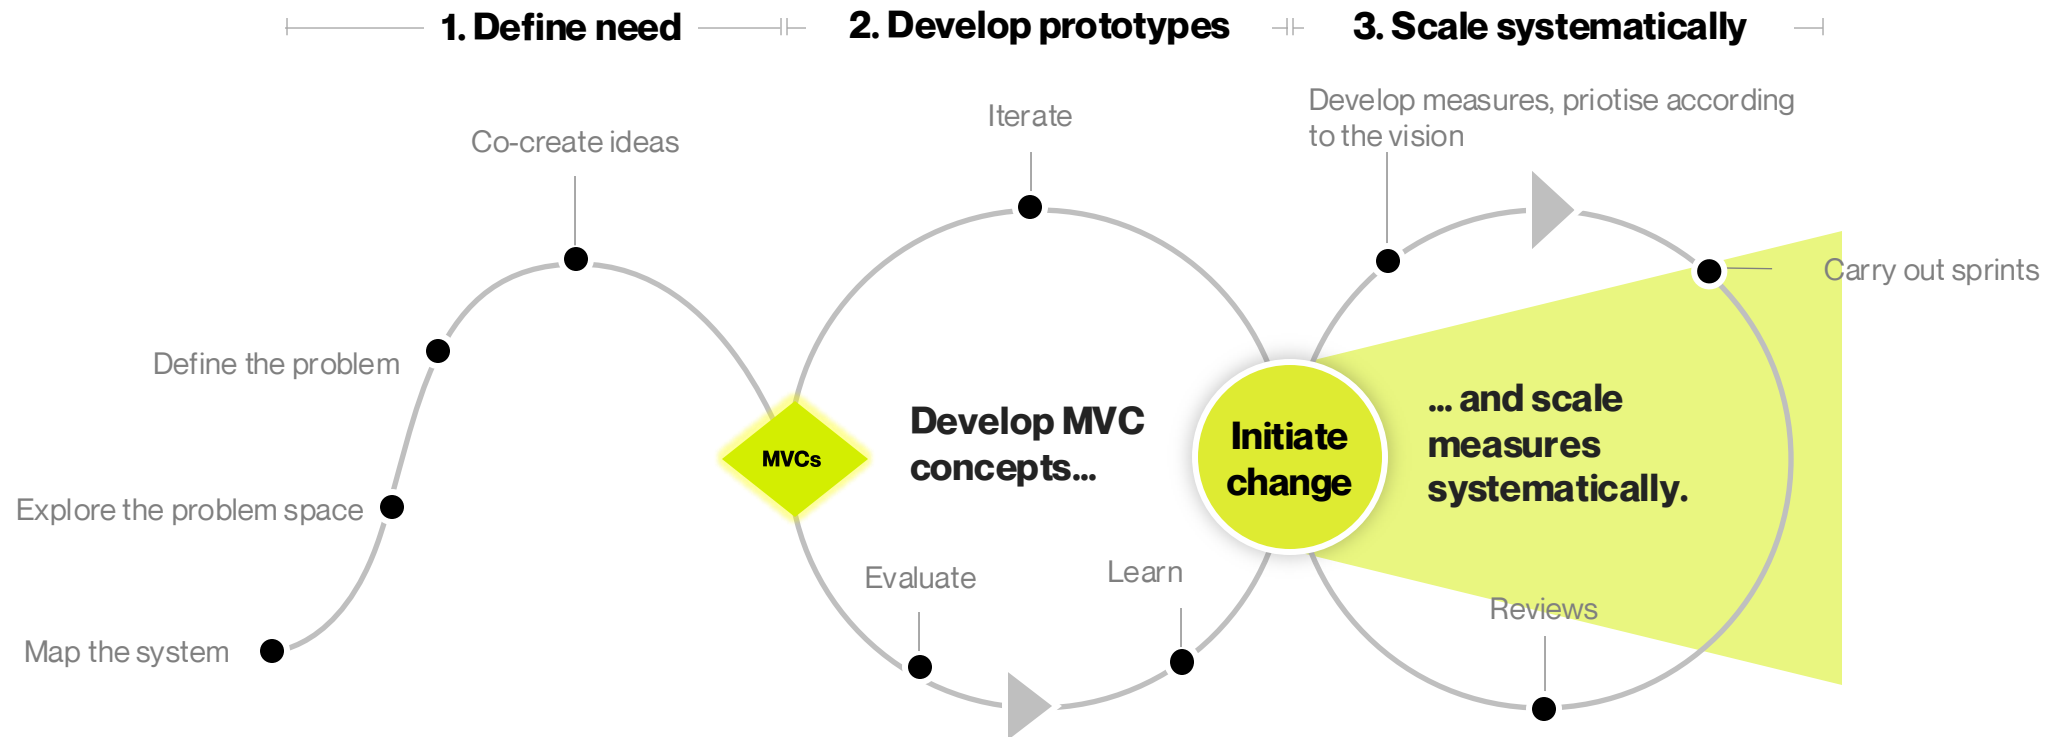 1. Define need
2. Develop prototypes
3. Scale systematically
Co-create ideas
Define the problem
Explore the problem space
Map the system
MVCs
Iterate
Develop MVC
concepts...
Evaluate
Learn
Initiate
change
Develop measures, priotise according
to the vision
Carry out sprints
... and scale
measures
systematically.
Reviews